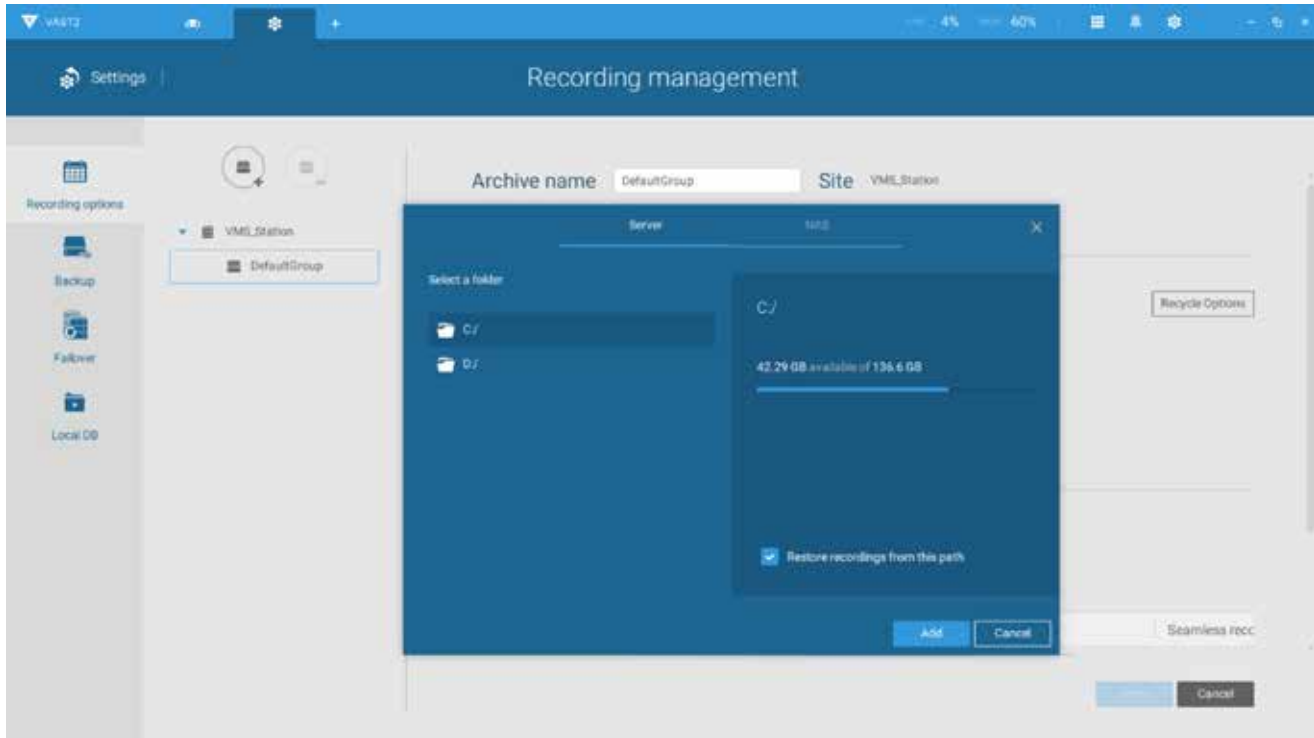 VAST2
4% 60%
Settings
Recording management
Recording options
Backup
Failover
Local DB
VMS_Station
DefaultGroup
Archive name DefaultGroup Site VMS_Station
Recycle Options
Server NAS
Select a folder
C:/
D:/
C:/
42.29 GB available of 136.6 GB
Restore recordings from this path
Add Cancel
Seamless recc
Cancel